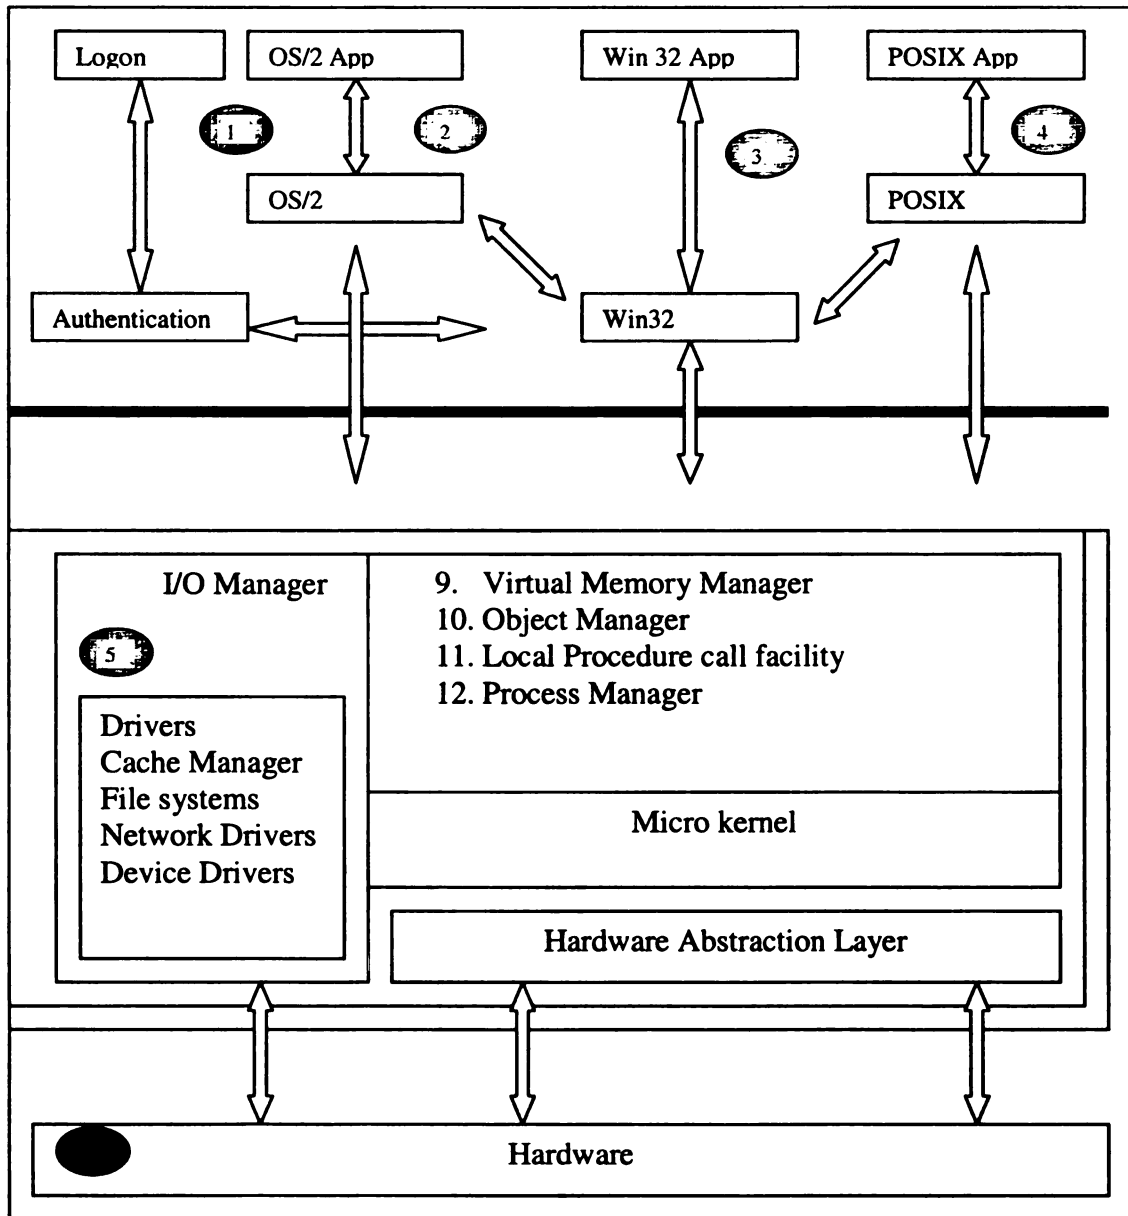 Logon
OS/2 App
Win 32 App
POSIX App
1
2
3
4
OS/2
POSIX
Authentication
Win32
I/O Manager
5
Drivers
Cache Manager
File systems
Network Drivers
Device Drivers
9. Virtual Memory Manager
10. Object Manager
11. Local Procedure call facility
12. Process Manager
Micro kernel
Hardware Abstraction Layer
Hardware